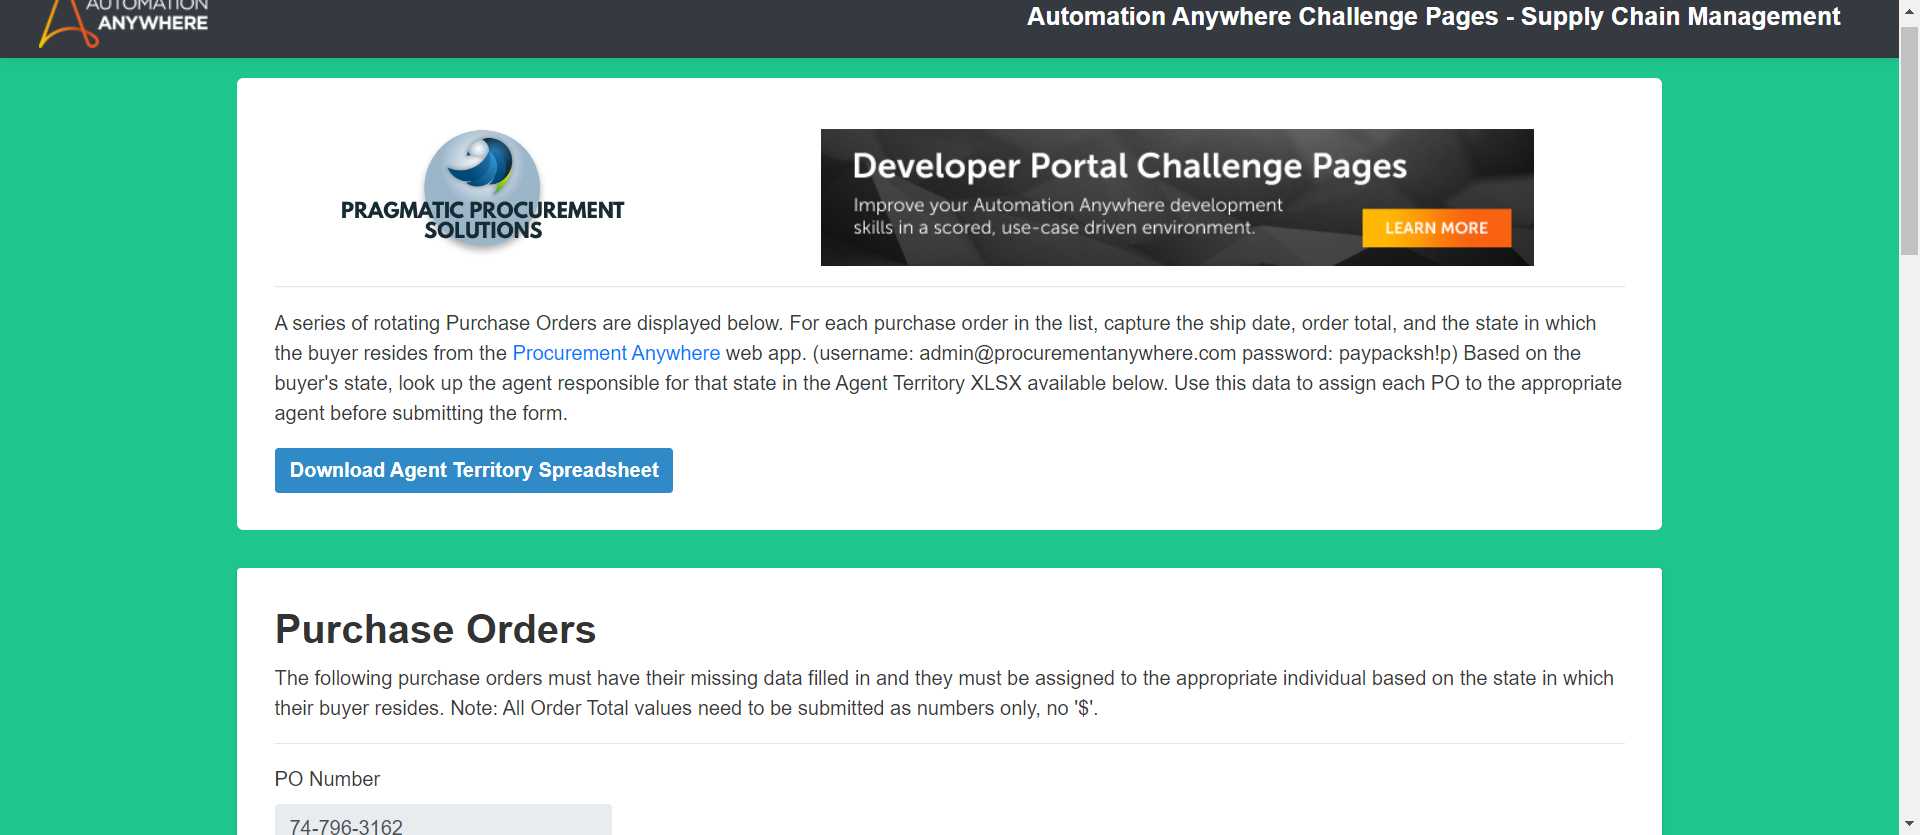 AUTOMATION
ANYWHERE
Automation Anywhere Challenge Pages - Supply Chain Management
PRAGMATIC PROCUREMENT
SOLUTIONS
Developer Portal Challenge Pages
Improve your Automation Anywhere development
skills in a scored, use-case driven environment.
LEARN MORE
A series of rotating Purchase Orders are displayed below. For each purchase order in the list, capture the ship date, order total, and the state in which
the buyer resides from the Procurement Anywhere web app. (username: admin@procurementanywhere.com password: paypacksh!p) Based on the
buyer's state, look up the agent responsible for that state in the Agent Territory XLSX available below. Use this data to assign each PO to the appropriate
agent before submitting the form.
Download Agent Territory Spreadsheet
Purchase Orders
The following purchase orders must have their missing data filled in and they must be assigned to the appropriate individual based on the state in which
their buyer resides. Note: All Order Total values need to be submitted as numbers only, no '$'.
PO Number
74-796-3162